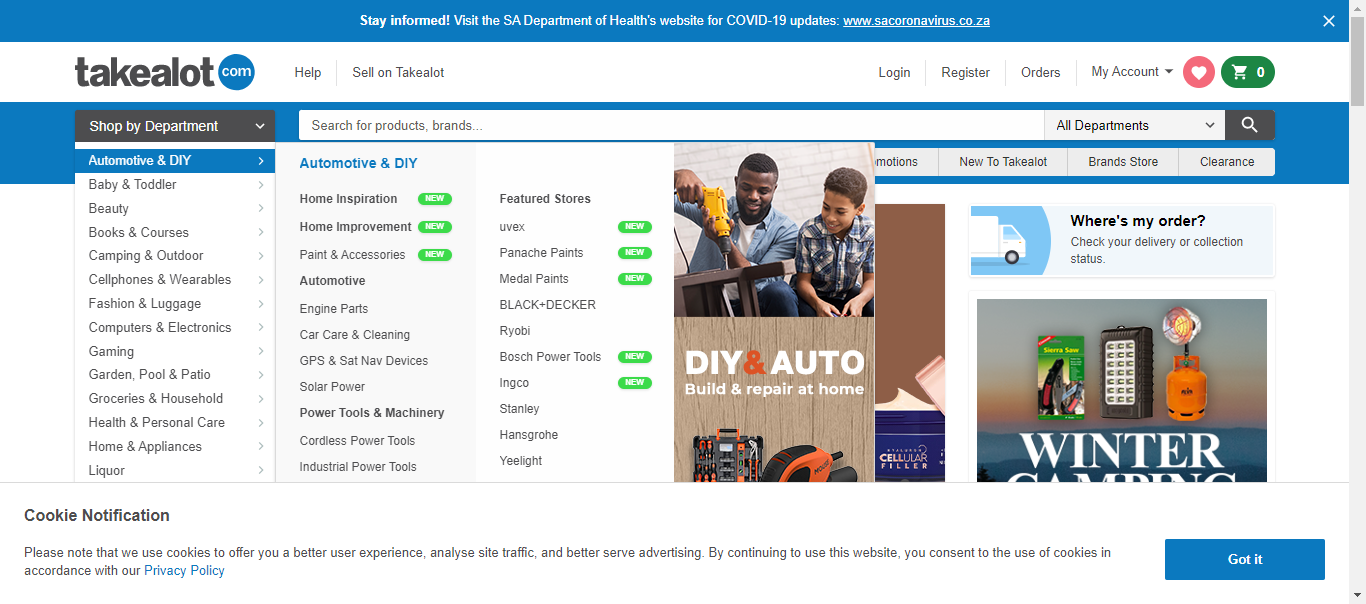 Stay informed! Visit the SA Department of Health's website for COVID-19 updates: www.sacoronavirus.co.za
takealot com
Help
Sell on Takealot
Login
Register
Orders
My Account
0
Shop by Department
Search for products, brands...
All Departments
motions
New To Takealot
Brands Store
Clearance
Automotive & DIY
Baby & Toddler
Beauty
Books & Courses
Camping & Outdoor
Cellphones & Wearables
Fashion & Luggage
Computers & Electronics
Gaming
Garden, Pool & Patio
Groceries & Household
Health & Personal Care
Home & Appliances
Liquor
Automotive & DIY
Home Inspiration NEW
Home Improvement NEW
Paint & Accessories NEW
Automotive
Engine Parts
Car Care & Cleaning
GPS & Sat Nav Devices
Solar Power
Power Tools & Machinery
Cordless Power Tools
Industrial Power Tools
Featured Stores
uvex NEW
Panache Paints NEW
Medal Paints NEW
BLACK+DECKER
Ryobi
Bosch Power Tools NEW
Ingco NEW
Stanley
Hansgrohe
Yeelight
DIY & AUTO
Build & repair at home
MOUSE
HYALURON
CELLULAR
FILLER
Where's my order?
Check your delivery or collection
status.
Sierra Saw
WINTER
CAMPING
Cookie Notification
Please note that we use cookies to offer you a better user experience, analyse site traffic, and better serve advertising. By continuing to use this website, you consent to the use of cookies in
accordance with our Privacy Policy
Got it